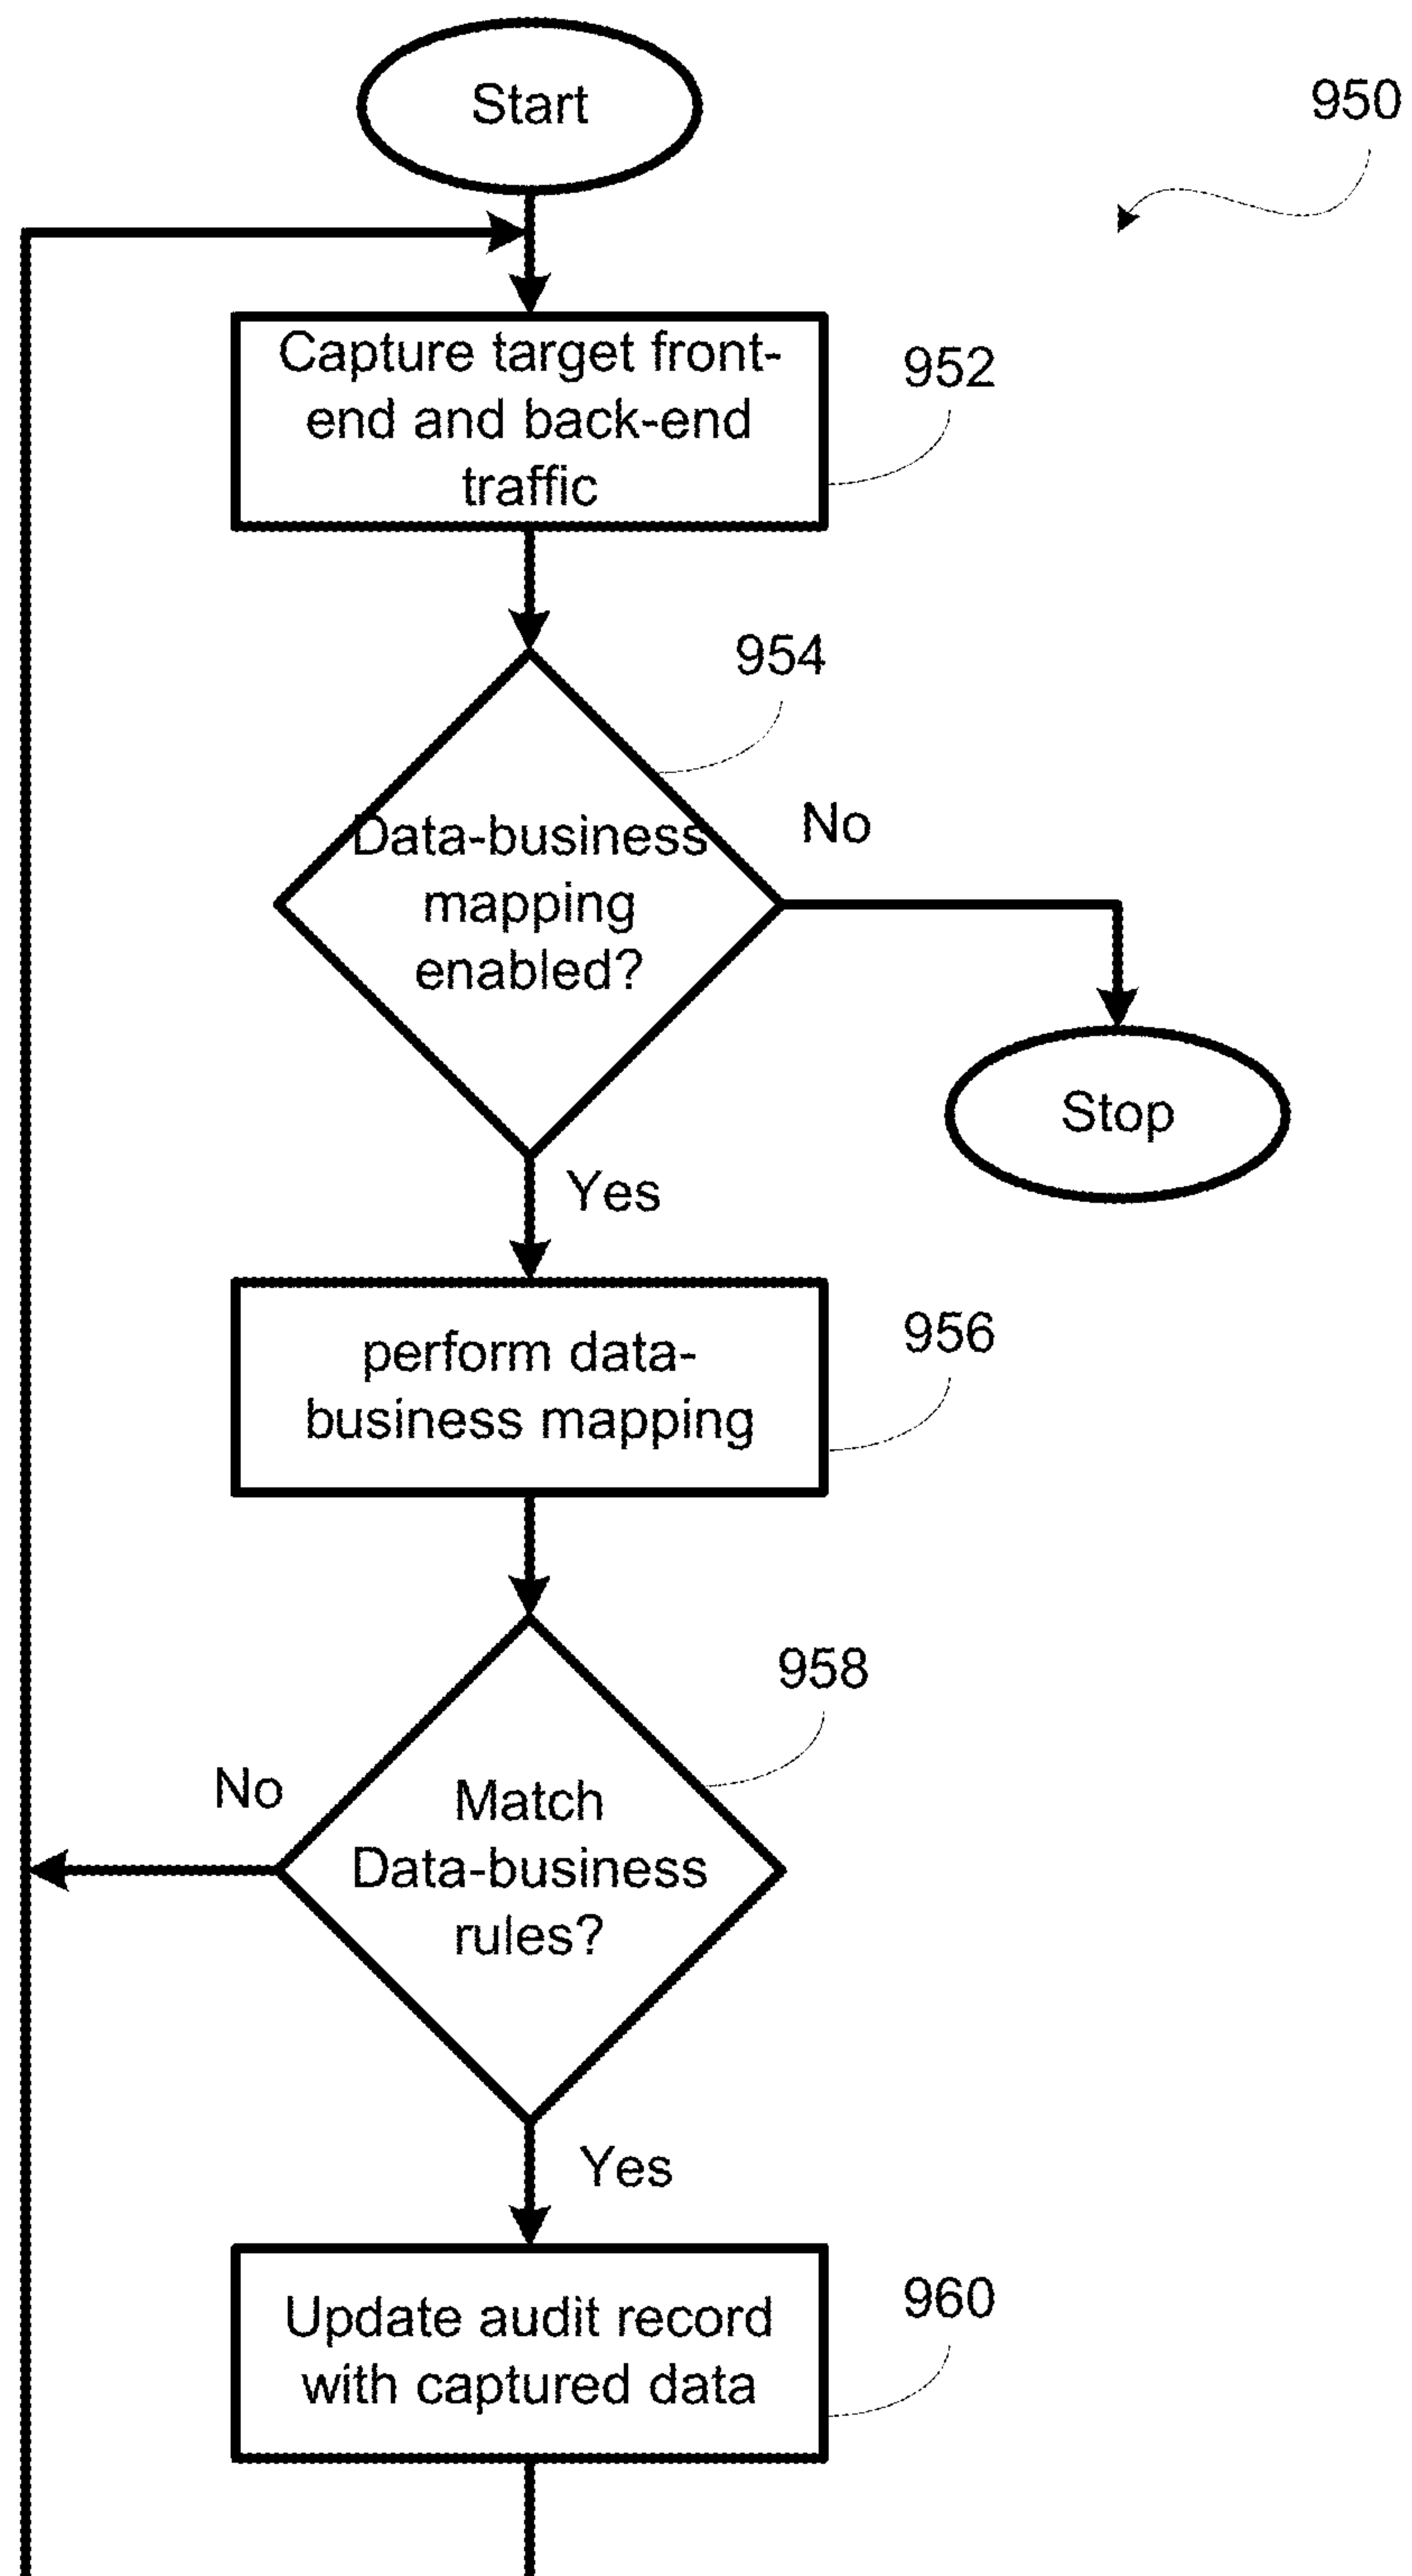 Start
950
Capture target front-
end and back-end
traffic
952
954
Data-business
mapping
enabled?
No
Stop
Yes
perform data-
business mapping
956
958
No
Match
Data-business
rules?
Yes
Update audit record
with captured data
960